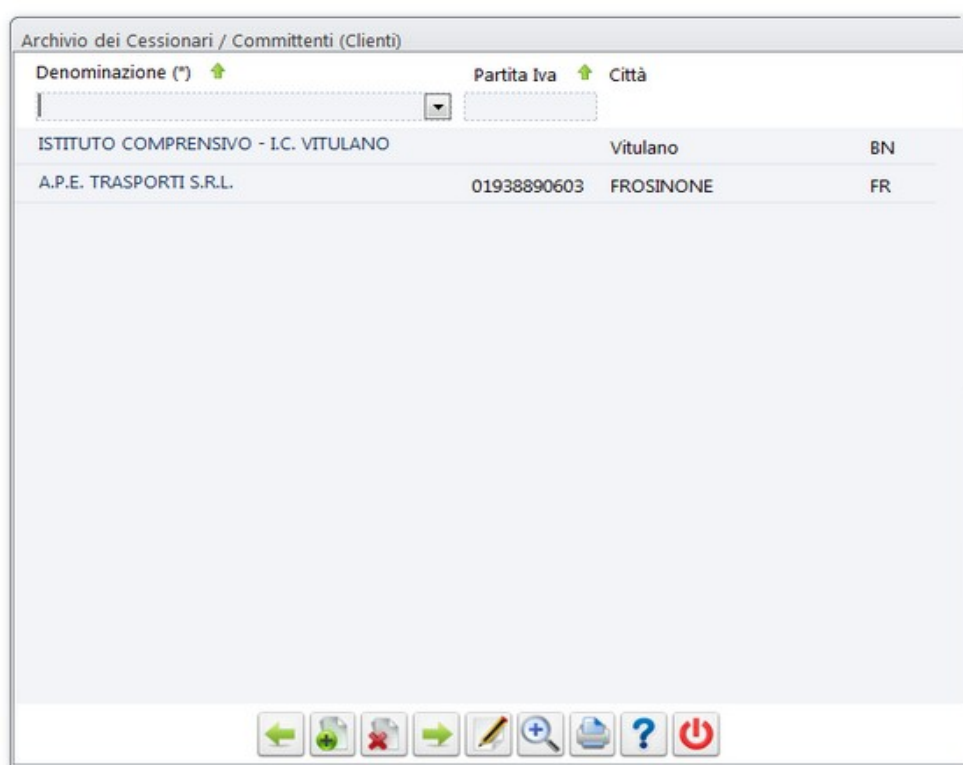 Archivio dei Cessionari / Committenti (Clienti)
Denominazione (*) Partita Iva Città
ISTITUTO COMPRENSIVO - I.C. VITULANO Vitulano BN
A.P.E. TRASPORTI S.R.L. 01938890603 FROSINONE FR
?